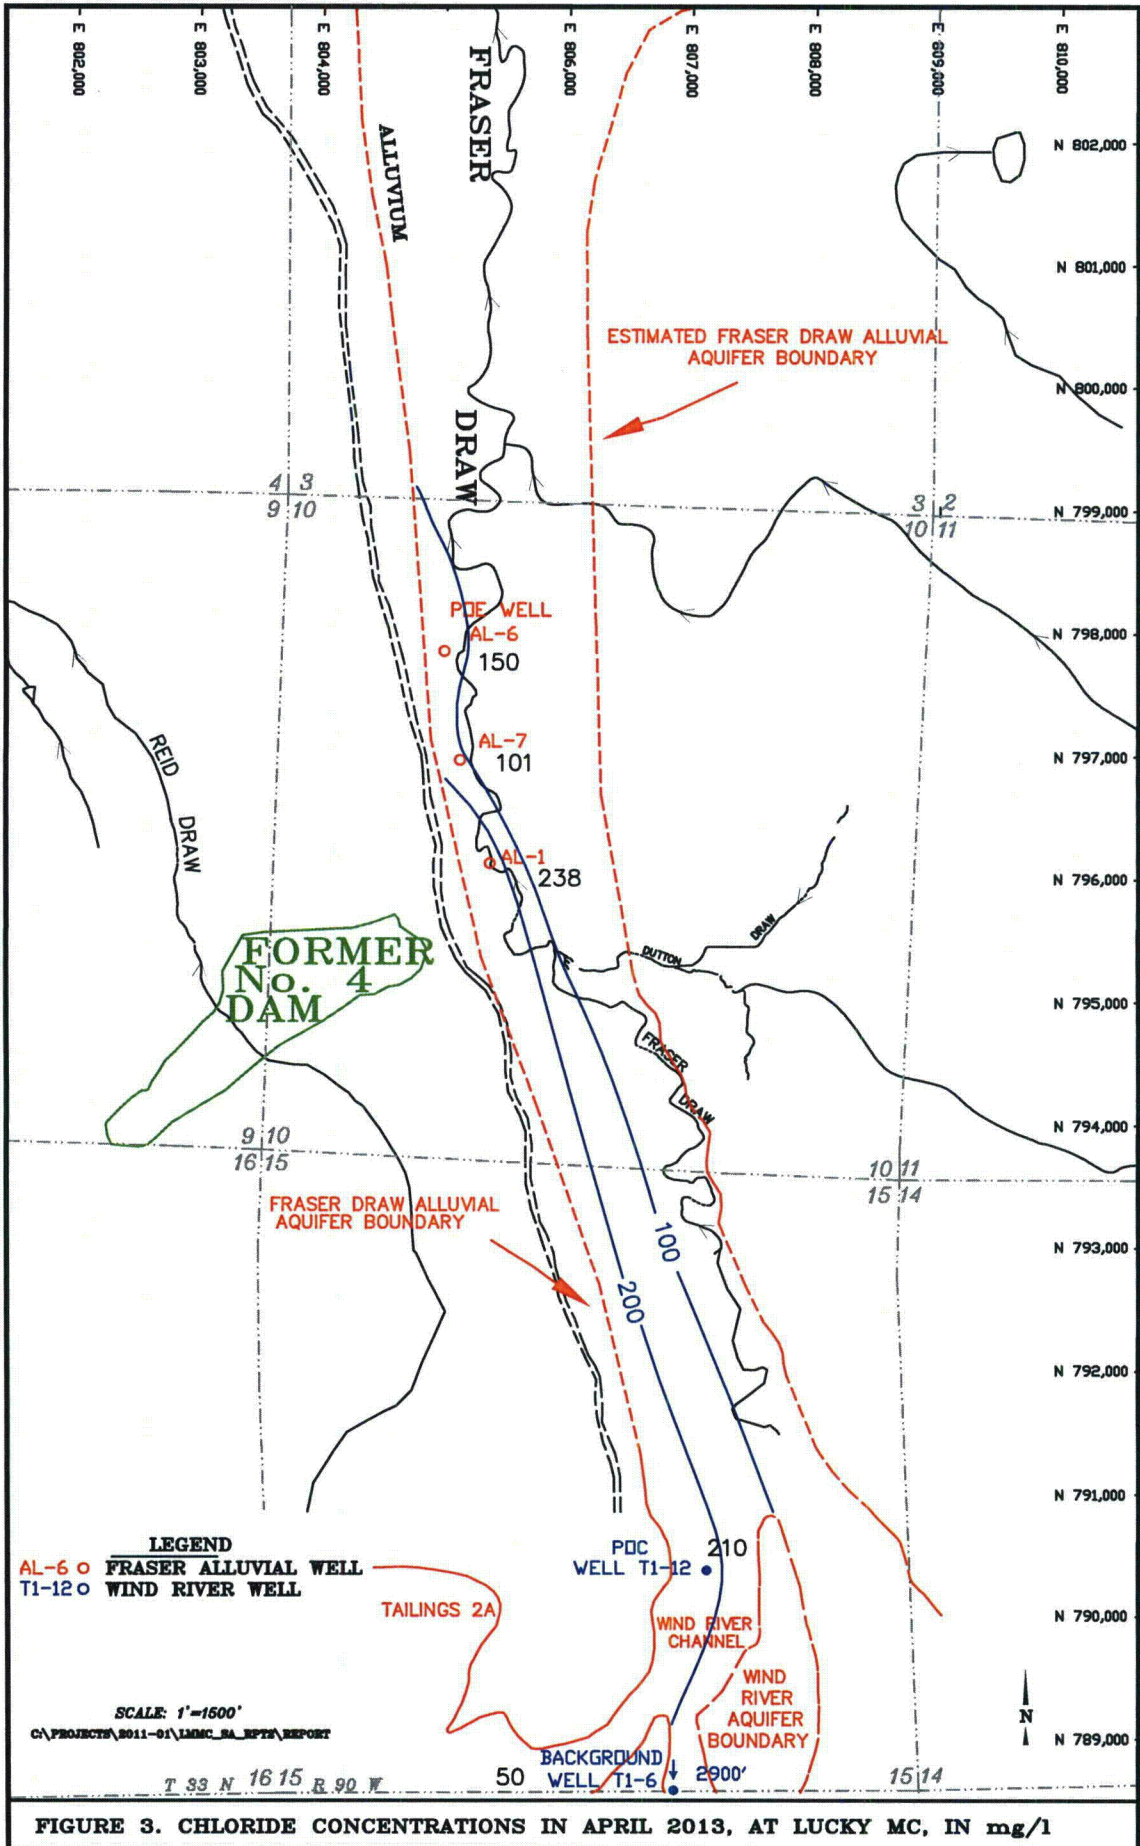 E 802,000
E 803,000
E 804,000
E 806,000
E 807,000
E 808,000
E 809,000
E 810,000
FRASER
ALLUVIUM
N 802,000
N 801,000
ESTIMATED FRASER DRAW ALLUVIAL
AQUIFER BOUNDARY
N 800,000
DRAW
4 3
9 10
3 2
10 11
N 799,000
POE WELL
AL-6
150
N 798,000
REID
DRAW
AL-7
101
N 797,000
AL-1
238
N 796,000
DRAW
DUTTON
FORMER
No. 4
DAM
N 795,000
FRASER
DRAW
N 794,000
9 10
16 15
10 11
15 14
FRASER DRAW ALLUVIAL
AQUIFER BOUNDARY
100
N 793,000
200
N 792,000
N 791,000
LEGEND
AL-6 FRASER ALLUVIAL WELL
T1-12 WIND RIVER WELL
POC
WELL T1-12
210
TAILINGS 2A
N 790,000
WIND RIVER
CHANNEL
WIND
RIVER
AQUIFER
BOUNDARY
SCALE: 1"=1500'
C:\PROJECTS\2011-01\LMMC_SA_RPTS\REPORT
N
N 789,000
BACKGROUND
WELL T1-6
2900'
50
T 33 N 16 15 R 90 W
15 14
FIGURE 3. CHLORIDE CONCENTRATIONS IN APRIL 2013, AT LUCKY MC, IN mg/l